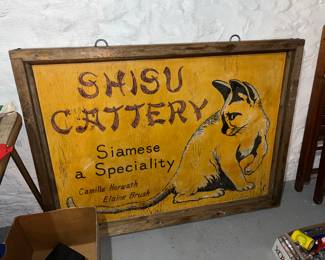 SHISU
CATTERY
Siamese
a Speciality
Camille Horwath
Elaine Brush